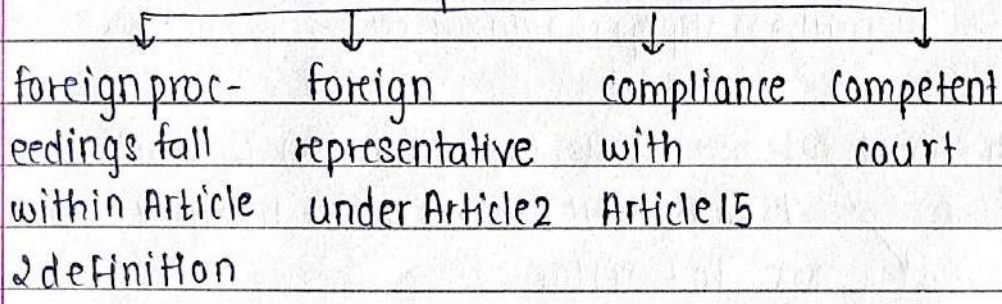 foreign proc-
eedings fall
within Article
2 definition
foreign
representative
under Article 2
compliance
with
Article 15
Competent
court